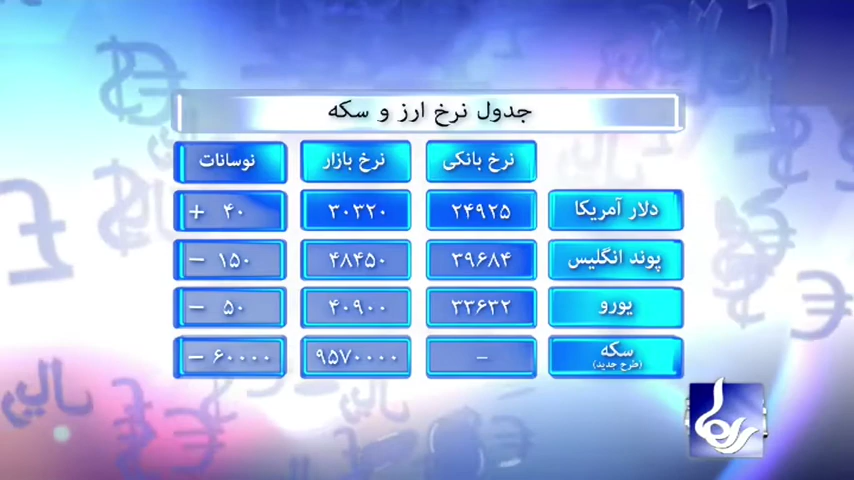 جدول نرخ ارز و سکه
نرخ بانکی نرخ بازار نوسانات
دلار آمریکا ۲۴۹۲۵ ۳۰۳۲۰ ۴۰ +
پوند انگلیس ۳۹۶۸۴ ۴۸۴۵۰ ۱۵۰ −
یورو ۳۳۶۳۲ ۴۰۹۰۰ ۵۰ −
سکه - ۹۵۷۰۰۰۰ ۶۰۰۰۰ −
(طرح جدید)